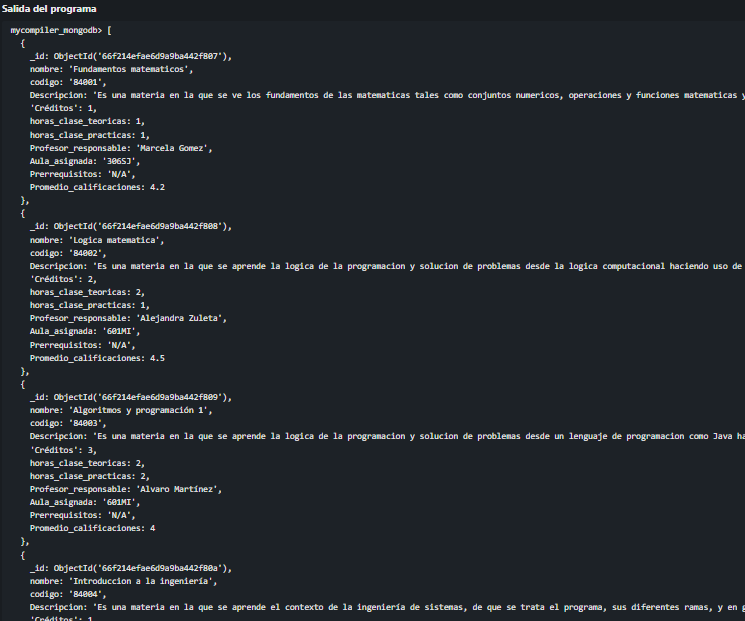 Salida del programa
mycompiler_mongodb> [
{
_id: ObjectId('66f214efae6d9a9ba442f807'),
nombre: 'Fundamentos matematicos',
codigo: '84001',
Descripcion: 'Es una materia en la que se ve los fundamentos de las matematicas tales como conjuntos numericos, operaciones y funciones matematicas y
'Créditos': 1,
horas_clase_teoricas: 1,
horas_clase_practicas: 1,
Profesor_responsable: 'Marcela Gomez',
Aula_asignada: '306SJ',
Prerrequisitos: 'N/A',
Promedio_calificaciones: 4.2
},
{
_id: ObjectId('66f214efae6d9a9ba442f808'),
nombre: 'Logica matematica',
codigo: '84002',
Descripcion: 'Es una materia en la que se aprende la logica de la programacion y solucion de problemas desde la logica computacional haciendo uso de
'Créditos': 2,
horas_clase_teoricas: 2,
horas_clase_practicas: 1,
Profesor_responsable: 'Alejandra Zuleta',
Aula_asignada: '601MI',
Prerrequisitos: 'N/A',
Promedio_calificaciones: 4.5
},
{
_id: ObjectId('66f214efae6d9a9ba442f809'),
nombre: 'Algoritmos y programación 1',
codigo: '84003',
Descripcion: 'Es una materia en la que se aprende la logica de la programacion y solucion de problemas desde un lenguaje de programacion como Java ha
'Créditos': 3,
horas_clase_teoricas: 2,
horas_clase_practicas: 2,
Profesor_responsable: 'Alvaro Martínez',
Aula_asignada: '601MI',
Prerrequisitos: 'N/A',
Promedio_calificaciones: 4
},
{
_id: ObjectId('66f214efae6d9a9ba442f80a'),
nombre: 'Introduccion a la ingeniería',
codigo: '84004',
Descripcion: 'Es una materia en la que se aprende el contexto de la ingeniería de sistemas, de que se trata el programa, sus diferentes ramas, y en g
'Créditos': 1